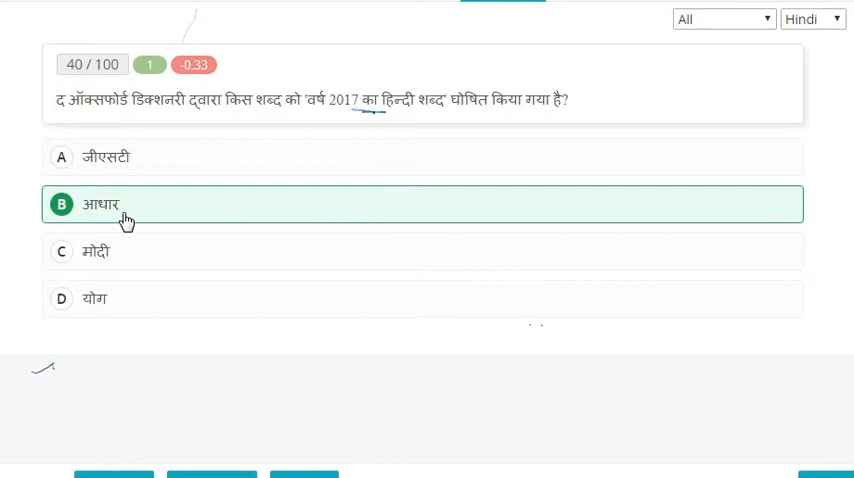 All
Hindi
40 / 100 1 -0.33
द ऑक्सफोर्ड डिक्शनरी द्वारा किस शब्द को 'वर्ष 2017 का हिन्दी शब्द' घोषित किया गया है?
A जीएसटी
B आधार
C मोदी
D योग